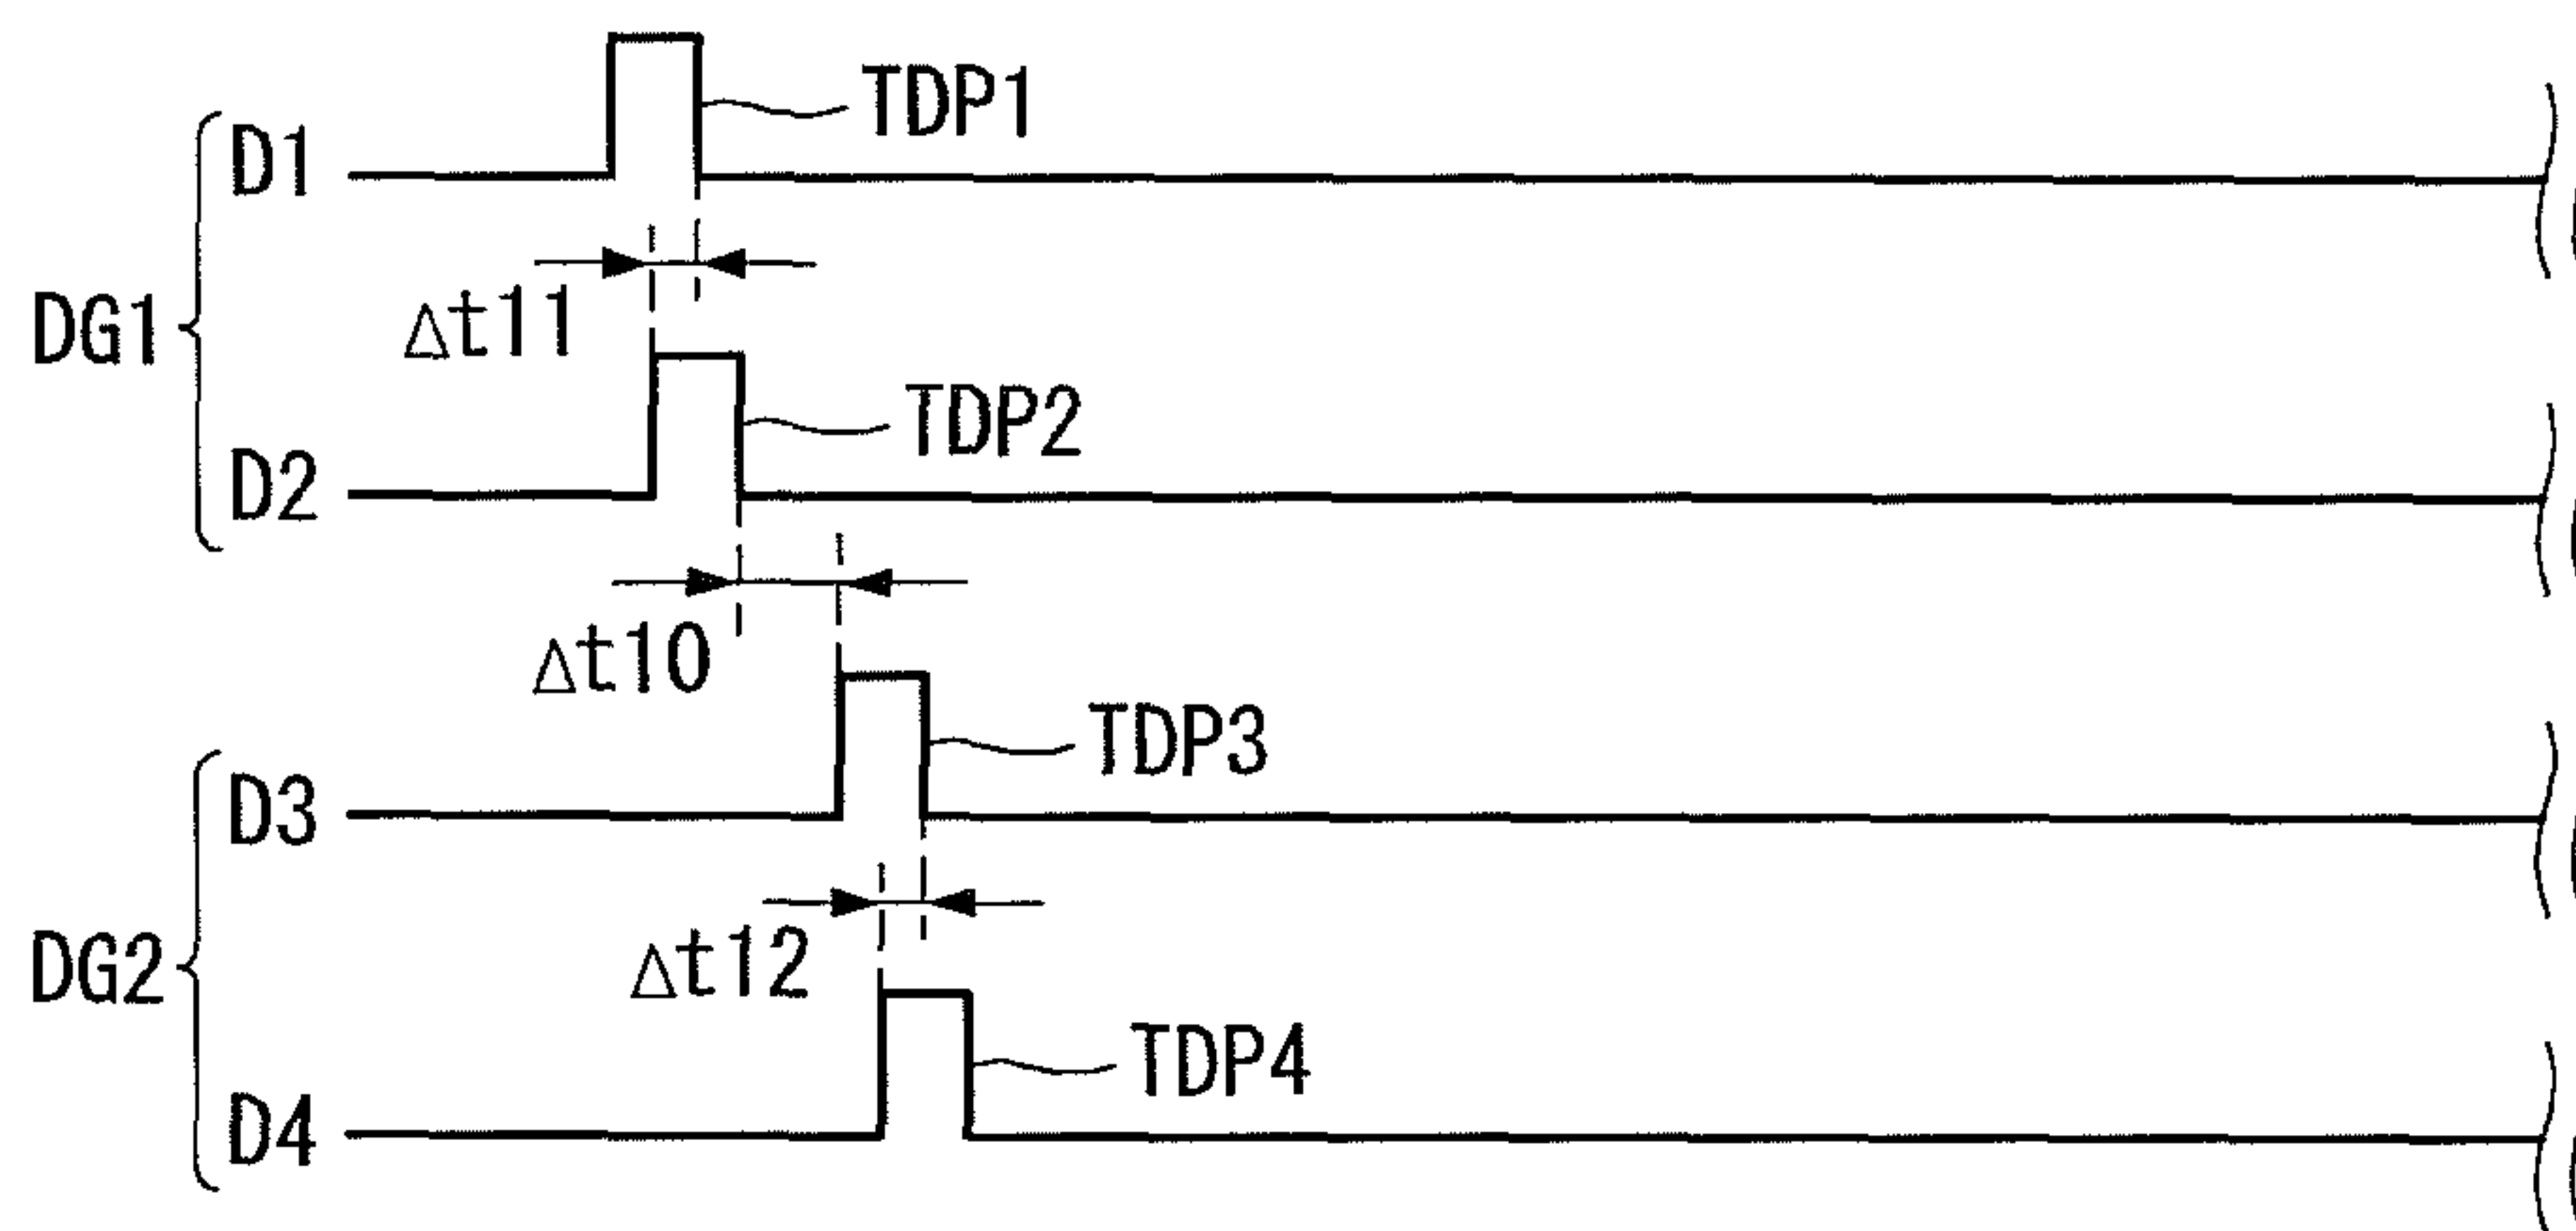 TDP1
D1
DG1
Δt11
TDP2
D2
Δt10
TDP3
D3
DG2
Δt12
TDP4
D4